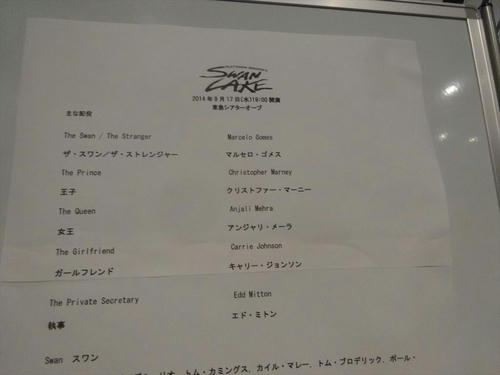 SWAN
LAKE
2014年9月17日(水)19:00開演
東急シアターオーブ
主な配役
The Swan / The Stranger Marcelo Gomes
ザ・スワン/ザ・ストレンジャー マルセロ・ゴメス
The Prince Christopher Marney
王子 クリストファー・マーニー
The Queen Anjali Mehra
女王 アンジャリ・メーラ
The Girlfriend Carrie Johnson
ガールフレンド キャリー・ジョンソン
The Private Secretary Edd Mitton
執事 エド・ミトン
Swan スワン
リオ、トム・カミングス、カイル・マレー、トム・ブロデリック、ポール・